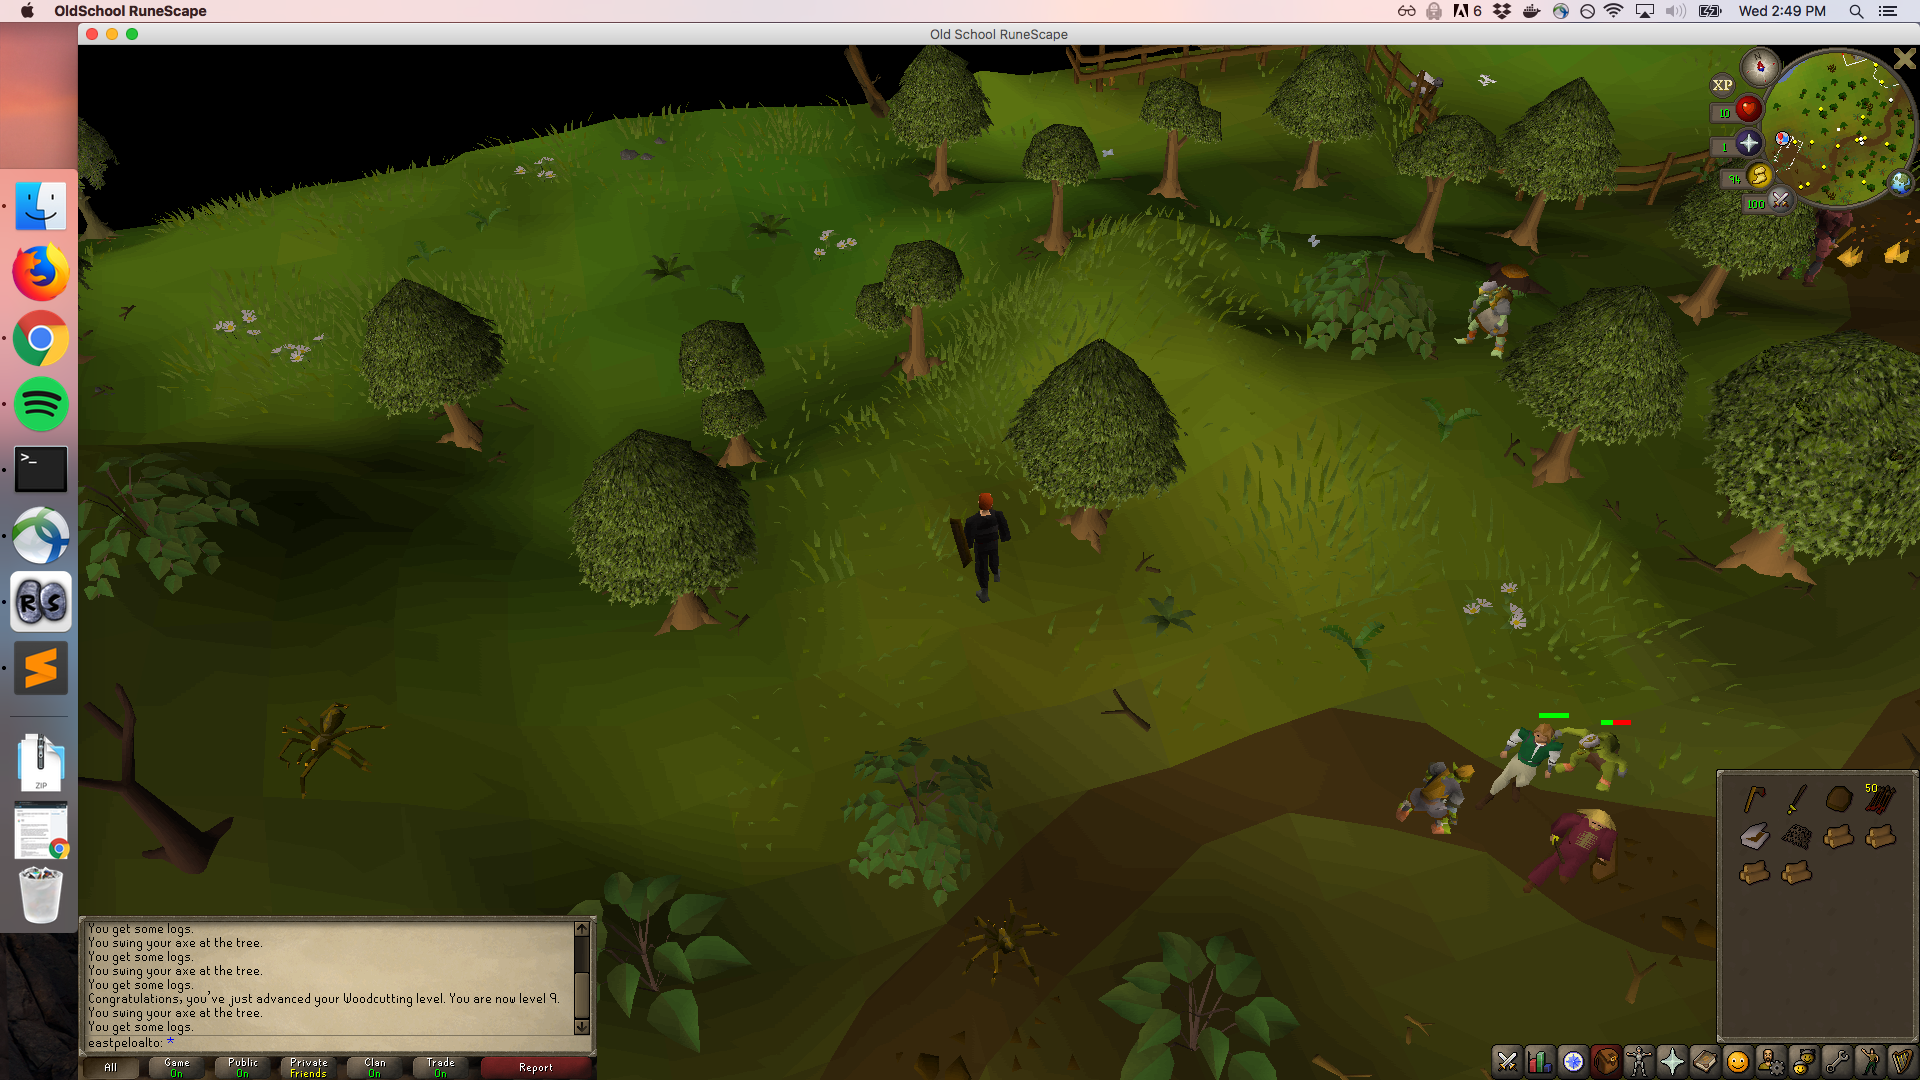 OldSchool RuneScape
6
Wed 2:49 PM
Old School RuneScape
XP
10
1
94
100
>_
RS
ZIP
50
You get some logs.
You swing your axe at the tree.
You get some logs.
You swing your axe at the tree.
You get some logs.
Congratulations, you've just advanced your Woodcutting level. You are now level 9.
You swing your axe at the tree.
You get some logs.
eastpeloalto: *
All
Game
On
Public
On
Private
Friends
Clan
On
Trade
On
Report